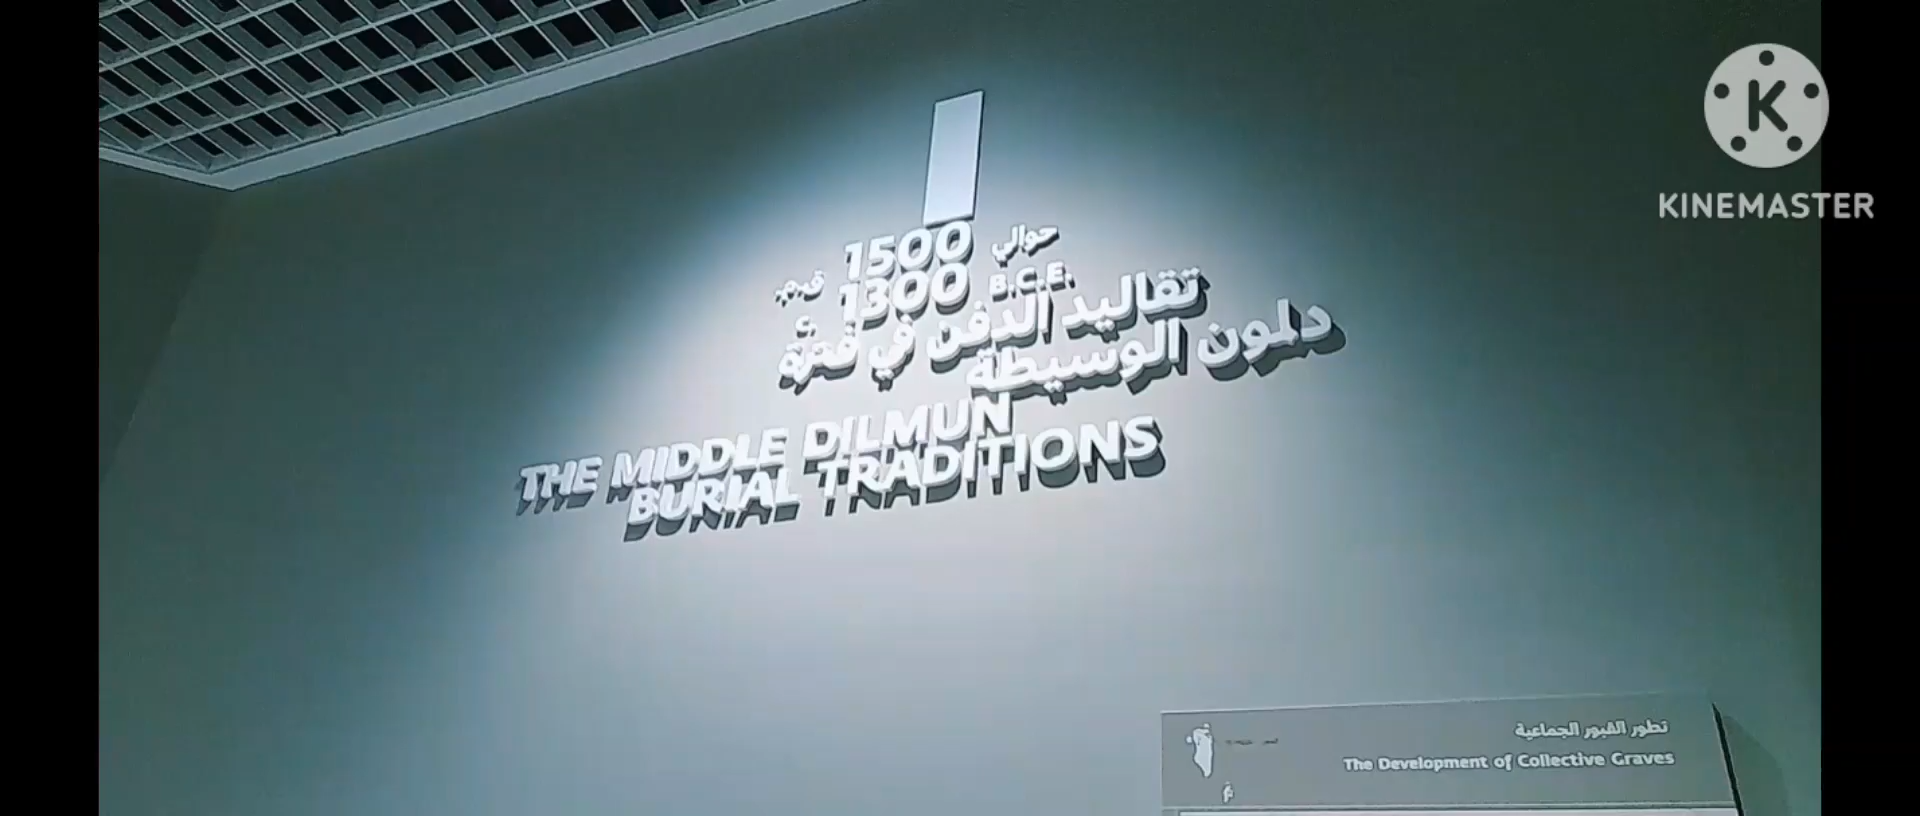 حوالي 1500
1300 ق.م.
c. B.C.E.
تقاليد الدفن في فترة
دلمون الوسيطة
THE MIDDLE DILMUN
BURIAL TRADITIONS
تطور القبور الجماعية
The Development of Collective Graves
K
KINEMASTER